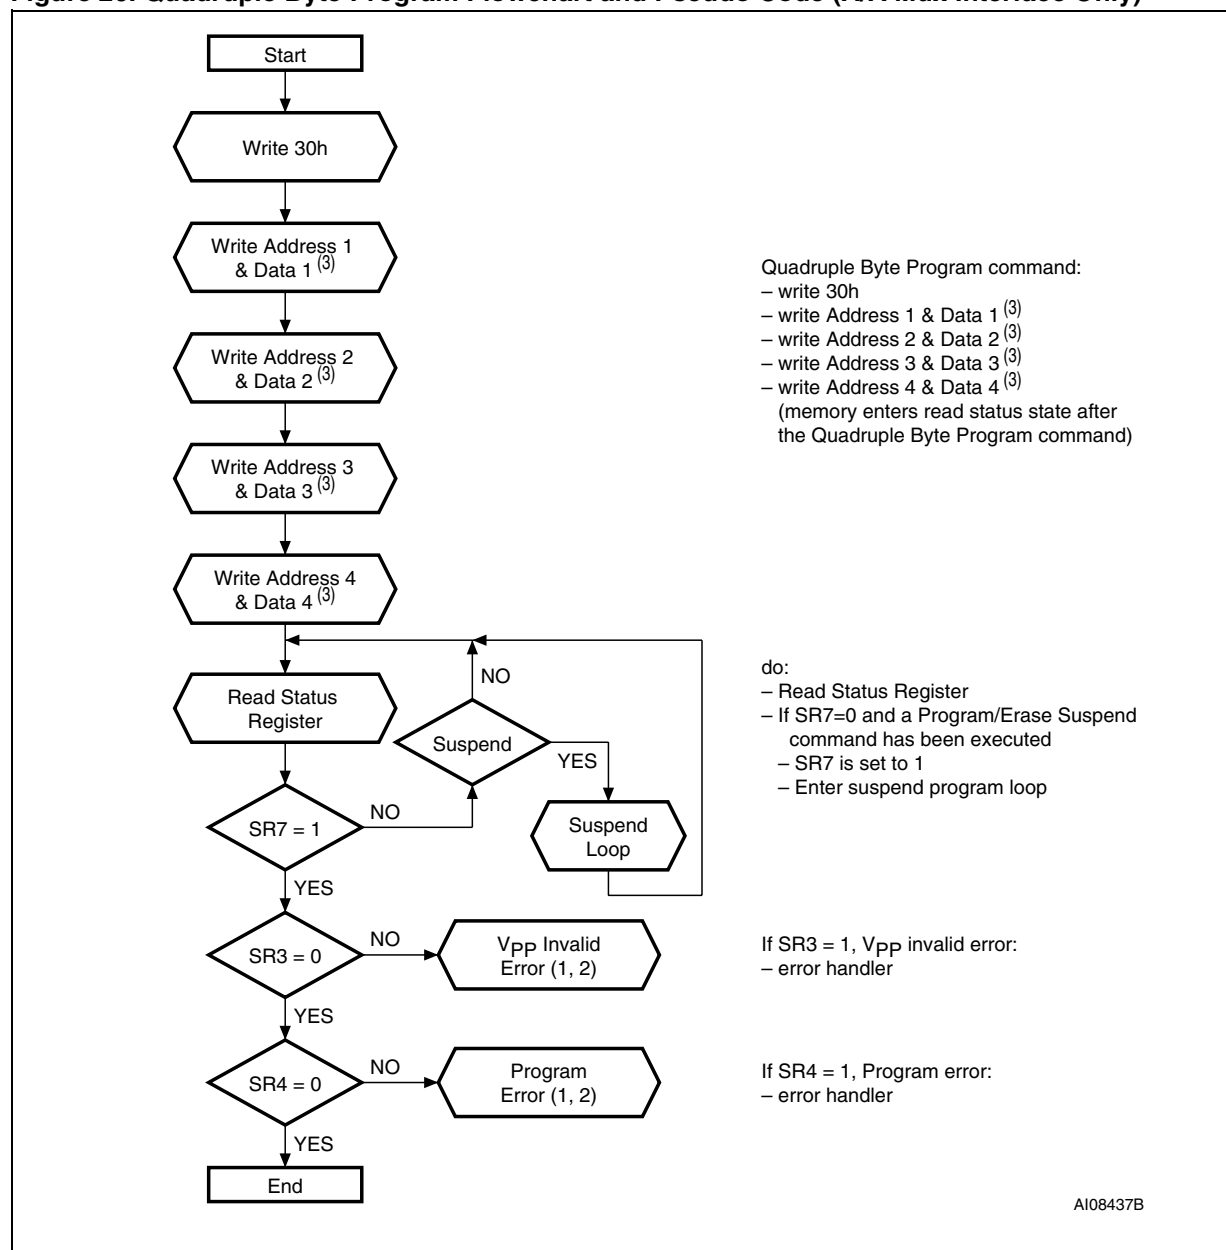 Start
Write 30h
Write Address 1
& Data 1 (3)
Write Address 2
& Data 2 (3)
Write Address 3
& Data 3 (3)
Write Address 4
& Data 4 (3)
Quadruple Byte Program command:
– write 30h
– write Address 1 & Data 1 (3)
– write Address 2 & Data 2 (3)
– write Address 3 & Data 3 (3)
– write Address 4 & Data 4 (3)
(memory enters read status state after
the Quadruple Byte Program command)
Read Status
Register
NO
Suspend
YES
SR7 = 1
NO
Suspend
Loop
YES
do:
– Read Status Register
– If SR7=0 and a Program/Erase Suspend
command has been executed
– SR7 is set to 1
– Enter suspend program loop
SR3 = 0
NO
VPP Invalid
Error (1, 2)
YES
If SR3 = 1, VPP invalid error:
– error handler
SR4 = 0
NO
Program
Error (1, 2)
YES
If SR4 = 1, Program error:
– error handler
End
AI08437B